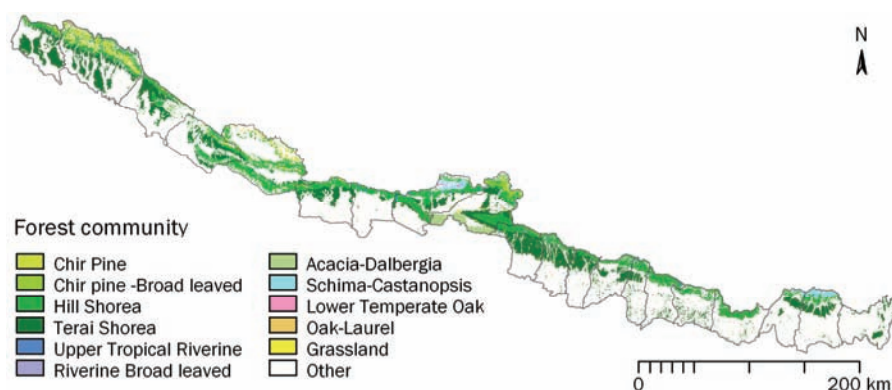 N
Forest community
Chir Pine
Chir pine -Broad leaved
Hill Shorea
Terai Shorea
Upper Tropical Riverine
Riverine Broad leaved
Acacia-Dalbergia
Schima-Castanopsis
Lower Temperate Oak
Oak-Laurel
Grassland
Other
0 200 km